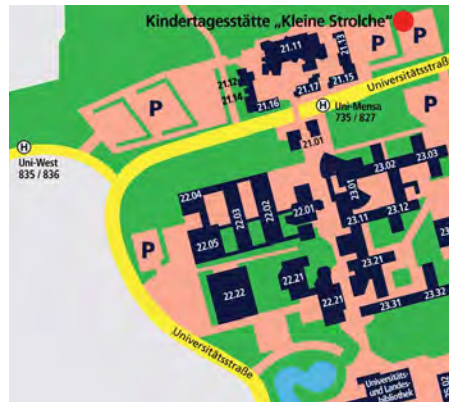 Kindertagesstätte „Kleine Strolche“
21.11
21.13
P
P
21.12
21.14
21.17
21.15
21.16
Universitätsstraße
P
P
H
Uni-Mensa
735 / 827
H
Uni-West
835 / 836
21.01
23.02
23.03
23.01
22.04
22.03
22.02
22.01
23.12
23.11
22.05
P
23.21
22.22
22.21
22.21
23.32
23.31
Universitätsstraße
Universitäts-
und Landes-
bibliothek